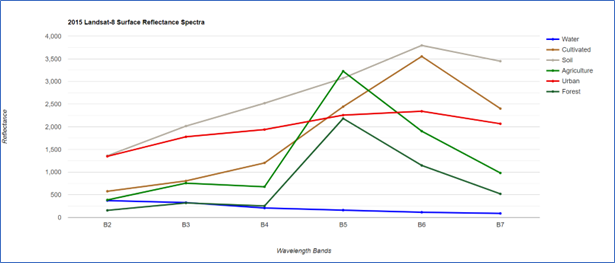 2015 Landsat-8 Surface Reflectance Spectra
4,000
3,500
3,000
2,500
2,000
1,500
1,000
500
0
Reflectance
B2 B3 B4 B5 B6 B7
Wavelength Bands
Water
Cultivated
Soil
Agriculture
Urban
Forest